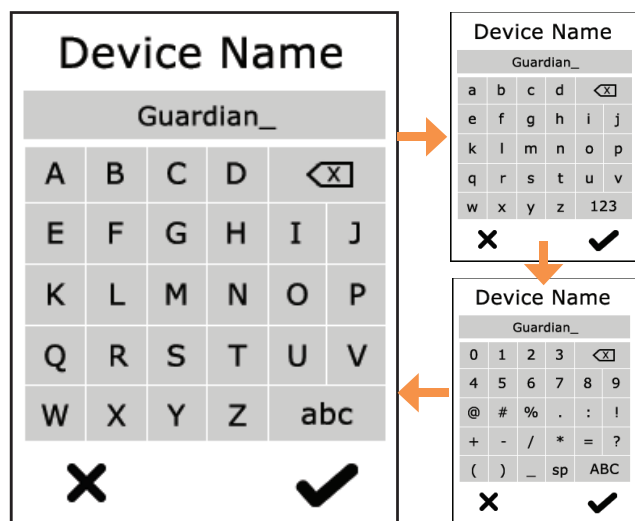 Device Name
Guardian_
A B C D X
E F G H I J
K L M N O P
Q R S T U V
W X Y Z abc
Device Name
Guardian_
a b c d X
e f g h i j
k l m n o p
q r s t u v
w x y z 123
Device Name
Guardian_
0 1 2 3 X
4 5 6 7 8 9
@ # % . : !
+ - / * = ?
( ) _ sp ABC